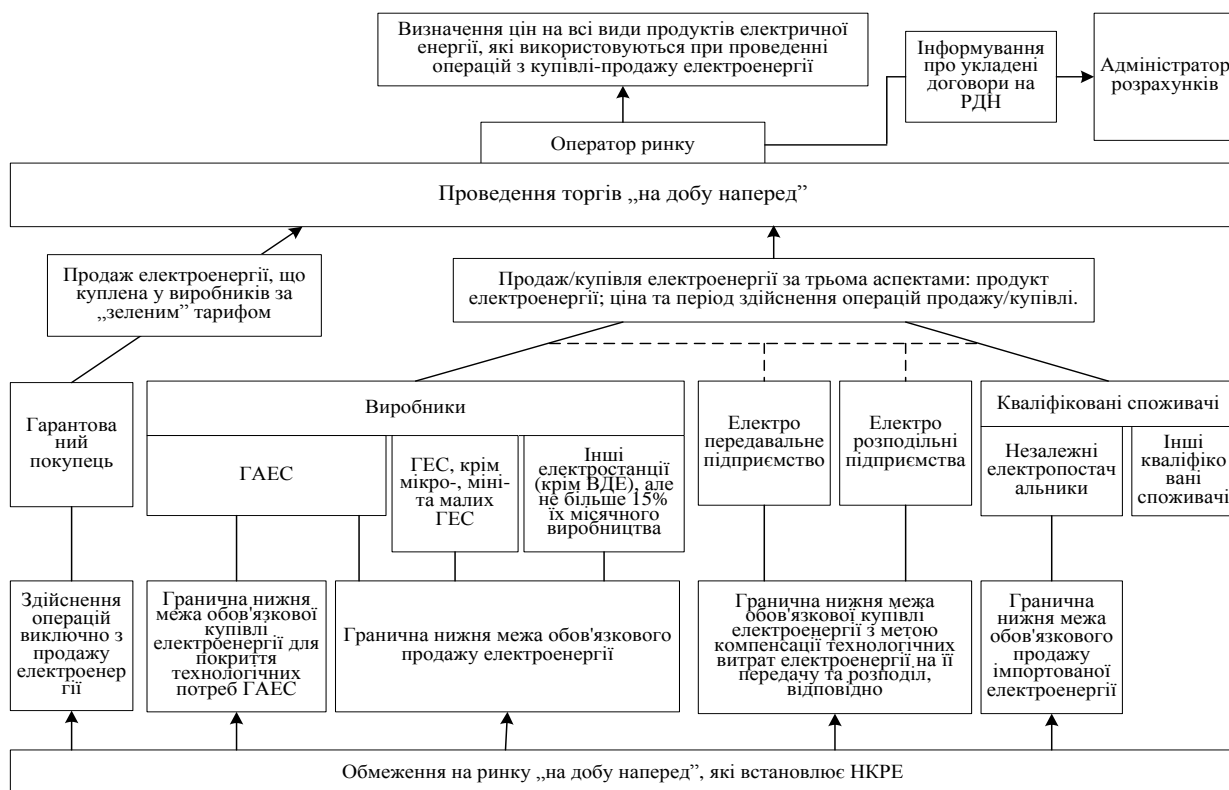 Визначення цін на всі види продуктів електричної
енергії, які використовуються при проведенні
операцій з купівлі-продажу електроенергії
Інформування
про укладені
договори на
РДН
Адміністратор
розрахунків
Оператор ринку
Проведення торгів „на добу наперед”
Продаж електроенергії, що
куплена у виробників за
„зеленим” тарифом
Продаж/купівля електроенергії за трьома аспектами: продукт
електроенергії; ціна та період здійснення операцій продажу/купівлі.
Гарантова
ний
покупець
Виробники
ГАЕС
ГЕС, крім
мікро-, міні-
та малих
ГЕС
Інші
електростанції
(крім ВДЕ), але
не більше 15%
їх місячного
виробництва
Електро
передавальне
підприємство
Електро
розподільні
підприємства
Кваліфіковані споживачі
Незалежні
електропостач
альники
Інші
кваліфіко
вані
споживачі
Здійснення
операцій
виключно з
продажу
електроенер
гії
Гранична нижня
межа обов'язкової
купівлі
електроенергії для
покриття
технологічних
потреб ГАЕС
Гранична нижня межа обов'язкового
продажу електроенергії
Гранична нижня межа
обов'язкової купівлі
електроенергії з метою
компенсації технологічних
витрат електроенергії на її
передачу та розподіл,
відповідно
Гранична
нижня межа
обов'язкового
продажу
імпортованої
електроенергії
Обмеження на ринку „на добу наперед”, які встановлює НКРЕ